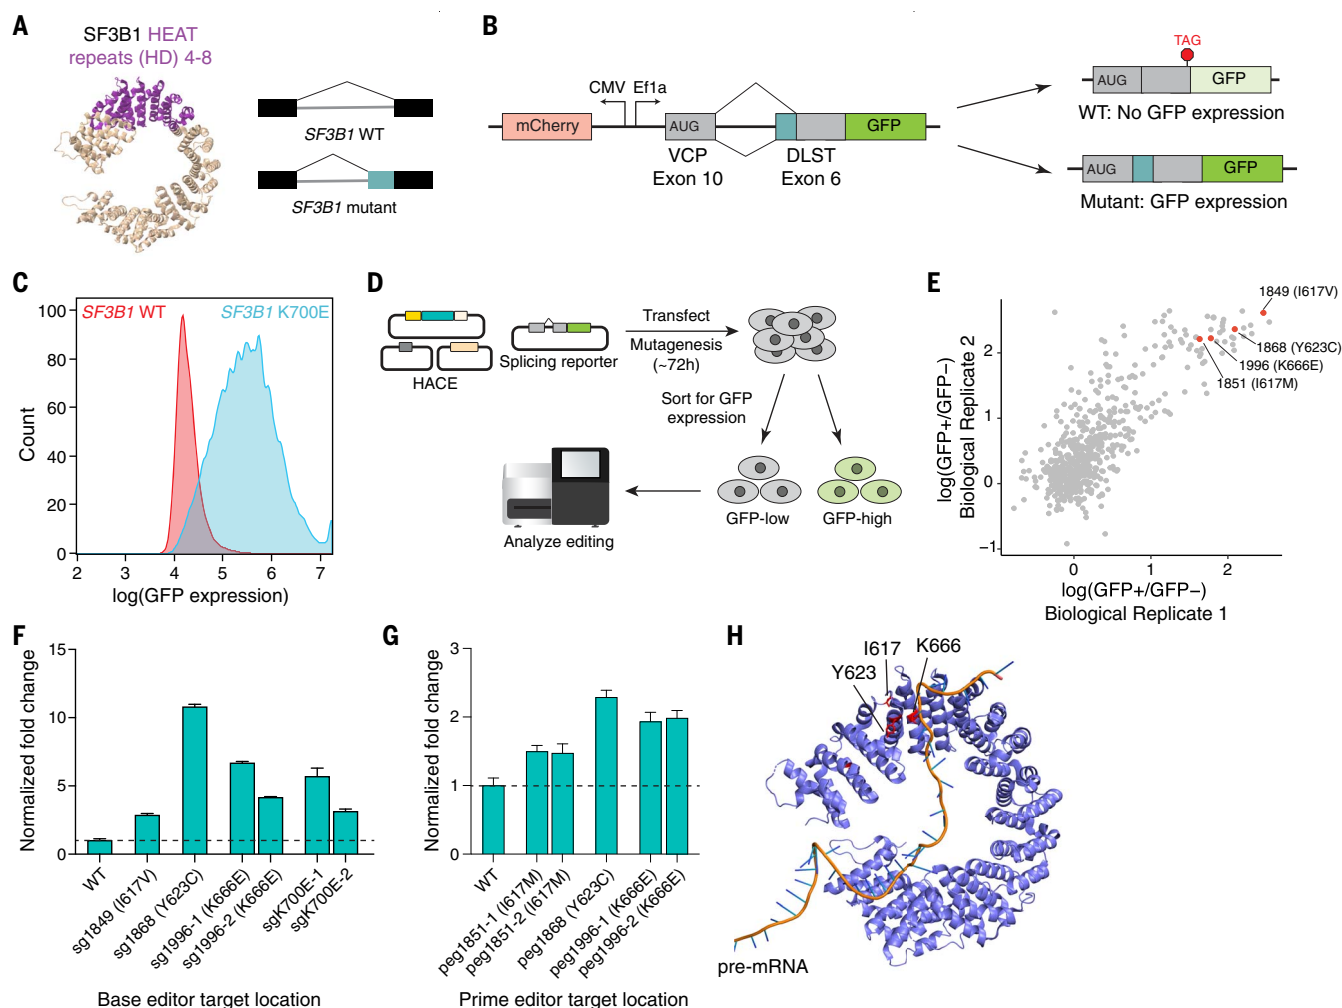 A
SF3B1 HEAT
repeats (HD) 4-8
SF3B1 WT
SF3B1 mutant
B
CMV
Ef1a
mCherry
AUG
GFP
VCP
Exon 10
DLST
Exon 6
TAG
AUG
GFP
WT: No GFP expression
AUG
GFP
Mutant: GFP expression
C
SF3B1 WT
SF3B1 K700E
100
80
60
40
20
0
Count
2 3 4 5 6 7
log(GFP expression)
D
HACE
Splicing reporter
Transfect
Mutagenesis
(~72h)
Sort for GFP
expression
GFP-low
GFP-high
Analyze editing
E
1849 (I617V)
1868 (Y623C)
1996 (K666E)
1851 (I617M)
2
1
0
−1
log(GFP+/GFP−)
Biological Replicate 2
0 1 2
log(GFP+/GFP−)
Biological Replicate 1
F
15
10
5
0
Normalized fold change
WT
sg1849 (I617V)
sg1868 (Y623C)
sg1996-1 (K666E)
sg1996-2 (K666E)
sgK700E-1
sgK700E-2
Base editor target location
G
3
2
1
0
Normalized fold change
WT
peg1851-1 (I617M)
peg1851-2 (I617M)
peg1868 (Y623C)
peg1996-1 (K666E)
peg1996-2 (K666E)
Prime editor target location
H
I617
K666
Y623
pre-mRNA